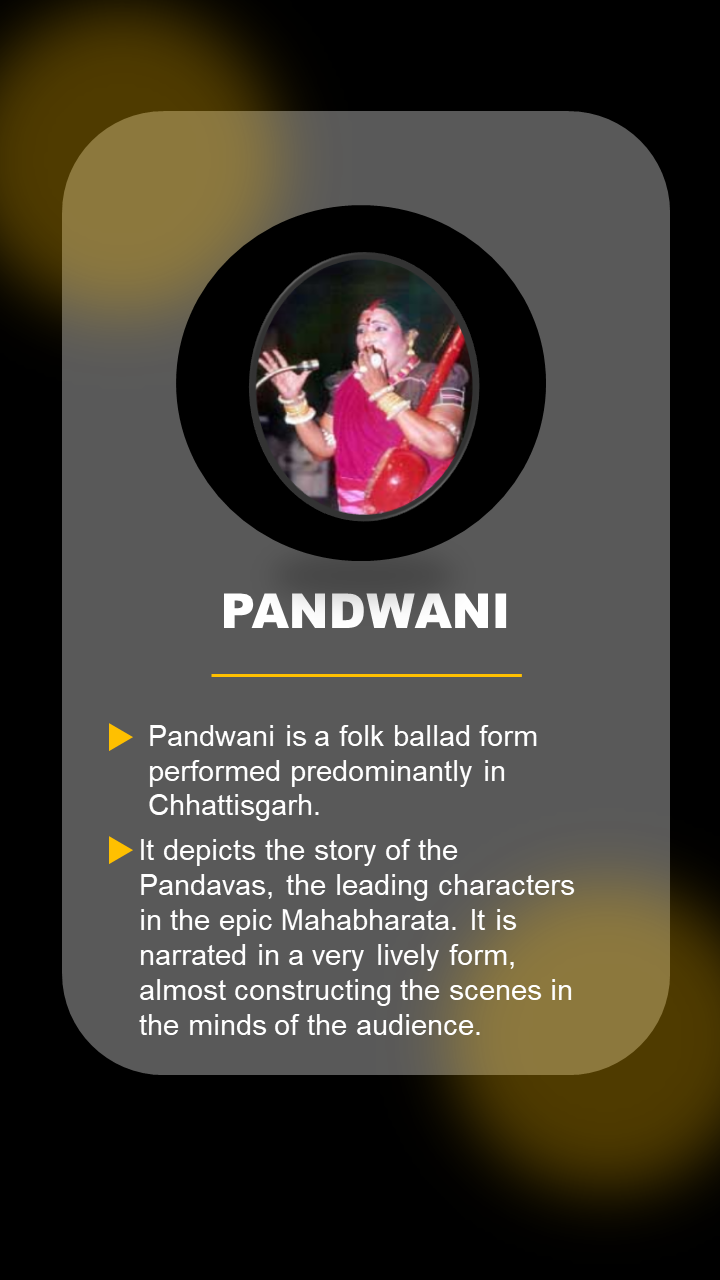 PANDWANI
Pandwani is a folk ballad form
performed predominantly in
Chhattisgarh.
It depicts the story of the
Pandavas, the leading characters
in the epic Mahabharata. It is
narrated in a very lively form,
almost constructing the scenes in
the minds of the audience.